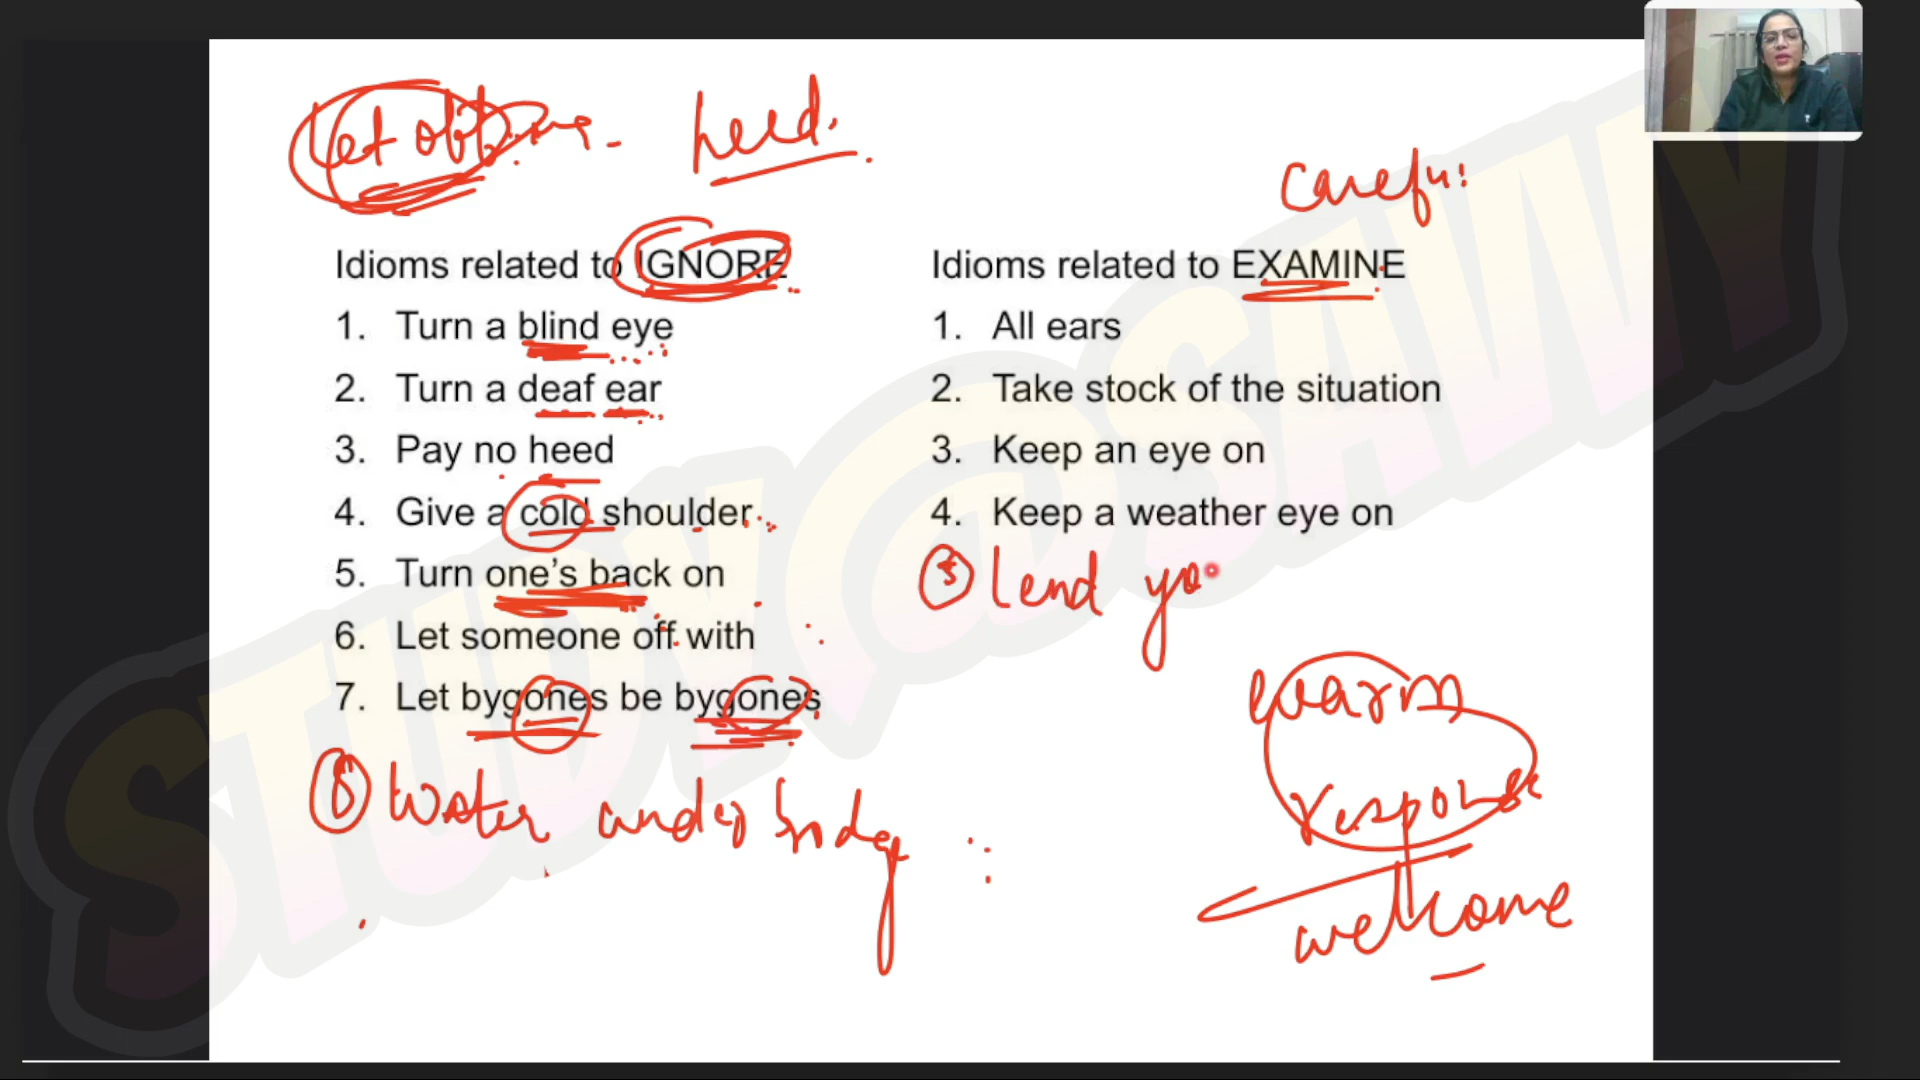 Let off heed.
Careful
Idioms related to IGNORE
1. Turn a blind eye
2. Turn a deaf ear
3. Pay no heed
4. Give a cold shoulder
5. Turn one's back on
6. Let someone off with
7. Let bygones be bygones
8 Water under bridge
Idioms related to EXAMINE
1. All ears
2. Take stock of the situation
3. Keep an eye on
4. Keep a weather eye on
5 lend yo
warm
response
welcome
STUDY@SAVVY